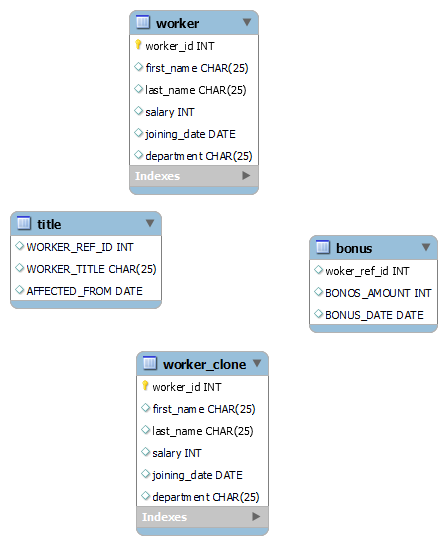 worker
worker_id INT
first_name CHAR(25)
last_name CHAR(25)
salary INT
joining_date DATE
department CHAR(25)
Indexes
title
WORKER_REF_ID INT
WORKER_TITLE CHAR(25)
AFFECTED_FROM DATE
bonus
woker_ref_id INT
BONOS_AMOUNT INT
BONUS_DATE DATE
worker_clone
worker_id INT
first_name CHAR(25)
last_name CHAR(25)
salary INT
joining_date DATE
department CHAR(25)
Indexes